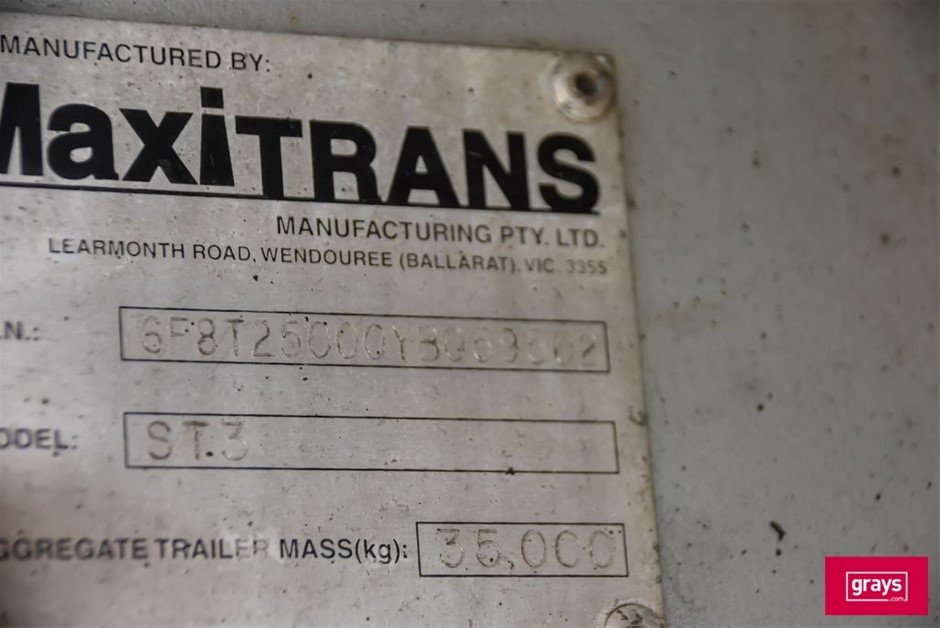 MANUFACTURED BY:
MaxiTRANS
MANUFACTURING PTY. LTD.
LEARMONTH ROAD, WENDOUREE (BALLARAT), VIC. 3355
.N.:
ODEL: ST.3
GGREGATE TRAILER MASS(kg): 35.000
grays
.com